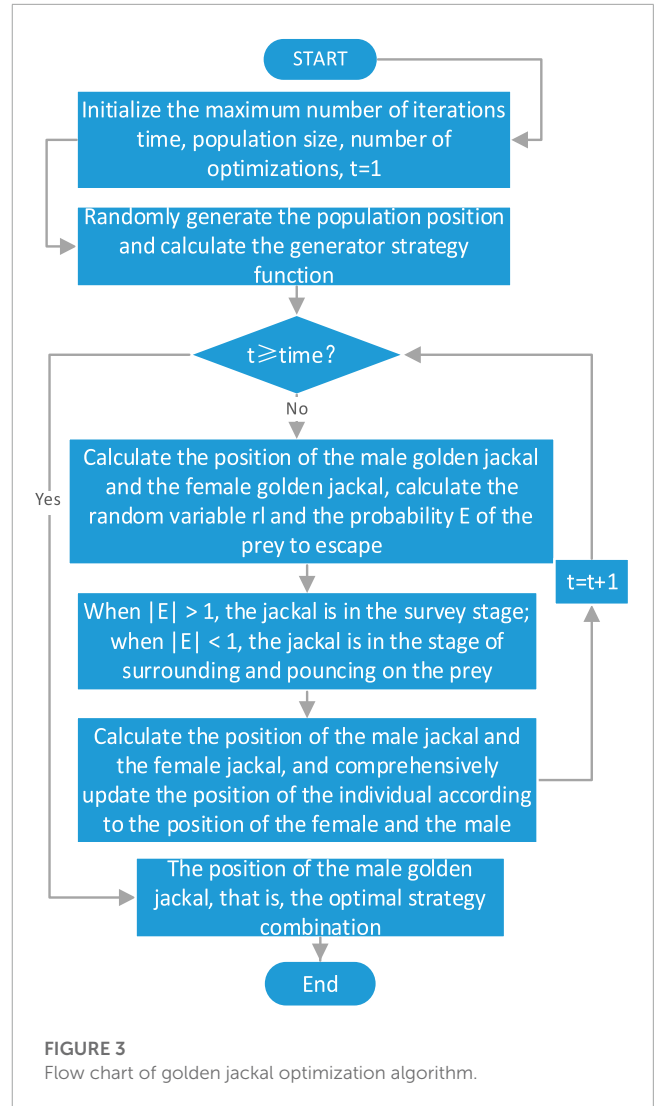 START
Initialize the maximum number of iterations
time, population size, number of
optimizations, t=1
Randomly generate the population position
and calculate the generator strategy
function
t⩾time?
No
Yes
Calculate the position of the male golden jackal
and the female golden jackal, calculate the
random variable rl and the probability E of the
prey to escape
t=t+1
When |E| > 1, the jackal is in the survey stage;
when |E| < 1, the jackal is in the stage of
surrounding and pouncing on the prey
Calculate the position of the male jackal and
the female jackal, and comprehensively
update the position of the individual according
to the position of the female and the male
The position of the male golden
jackal, that is, the optimal strategy
combination
End
FIGURE 3
Flow chart of golden jackal optimization algorithm.